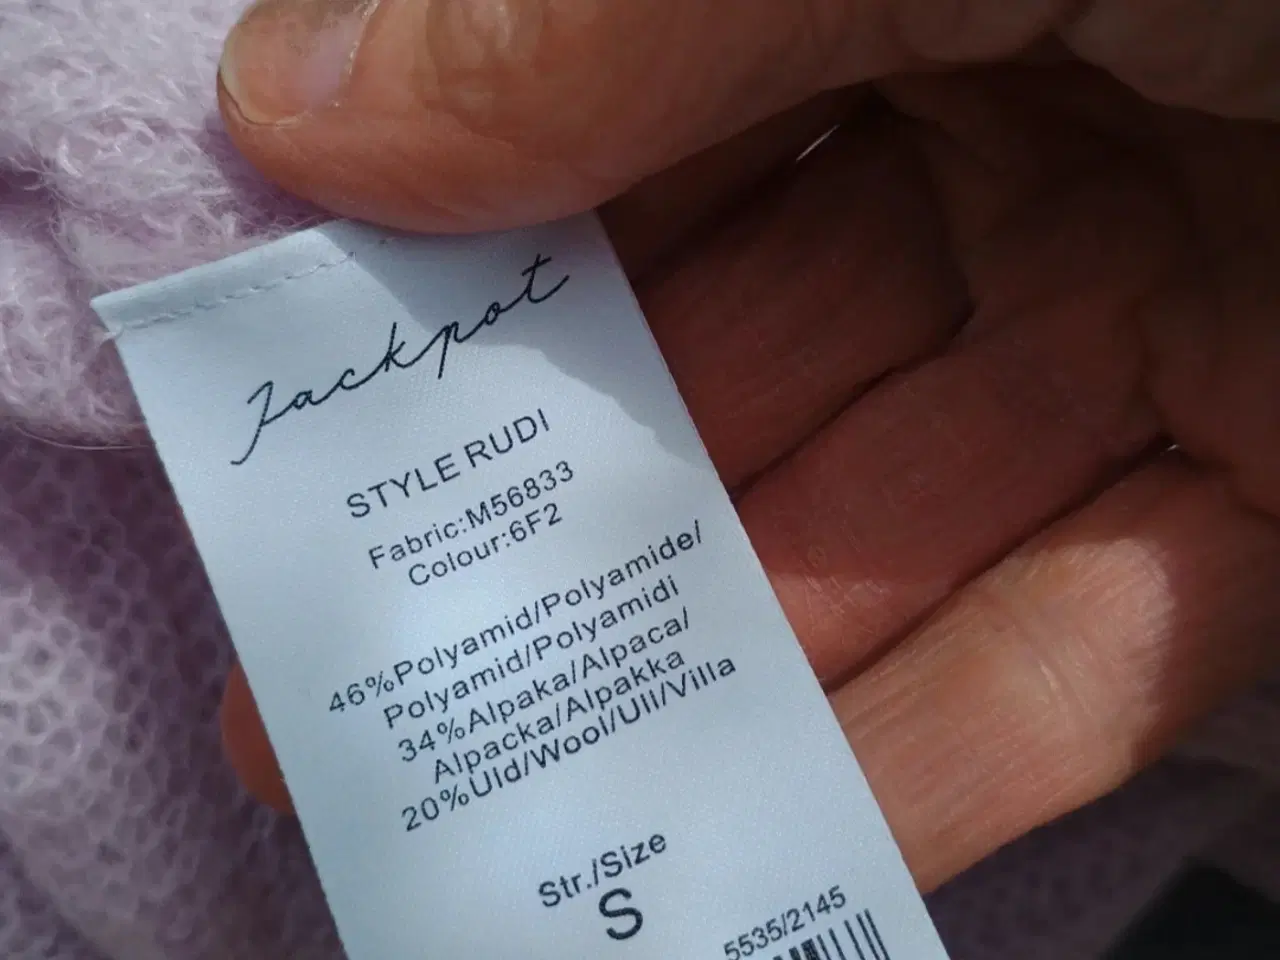 Jackpot
STYLE RUDI
Fabric:M56833
Colour:6F2
46%Polyamid/Polyamide/
Polyamid/Polyamidi
34%Alpaka/Alpaca/
Alpacka/Alpakka
20%Uld/Wool/Ull/Villa
Str./Size
S
5535/2145